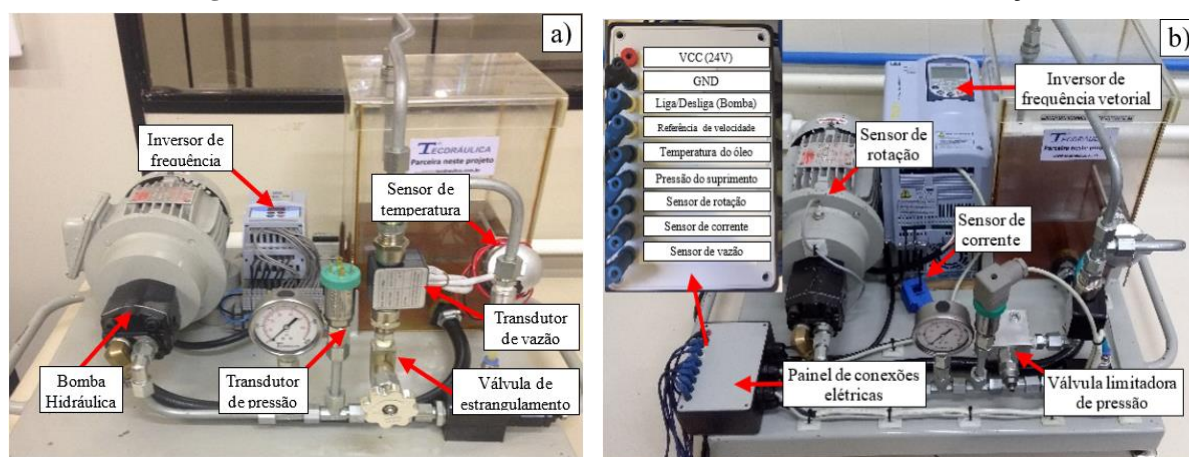 a)
Inversor de
frequência
Sensor de
temperatura
TECDRÁULICA
Parceira neste projeto
Transdutor
de vazão
Bomba
Hidráulica
Transdutor
de pressão
Válvula de
estrangulamento
b)
VCC (24V)
GND
Liga/Desliga (Bomba)
Referência de velocidade
Temperatura do óleo
Pressão do suprimento
Sensor de rotação
Sensor de corrente
Sensor de vazão
Inversor de
frequência vetorial
Sensor de
rotação
TECDRÁULICA
Parceira neste projeto
Sensor de
corrente
Painel de conexões
elétricas
Válvula limitadora
de pressão